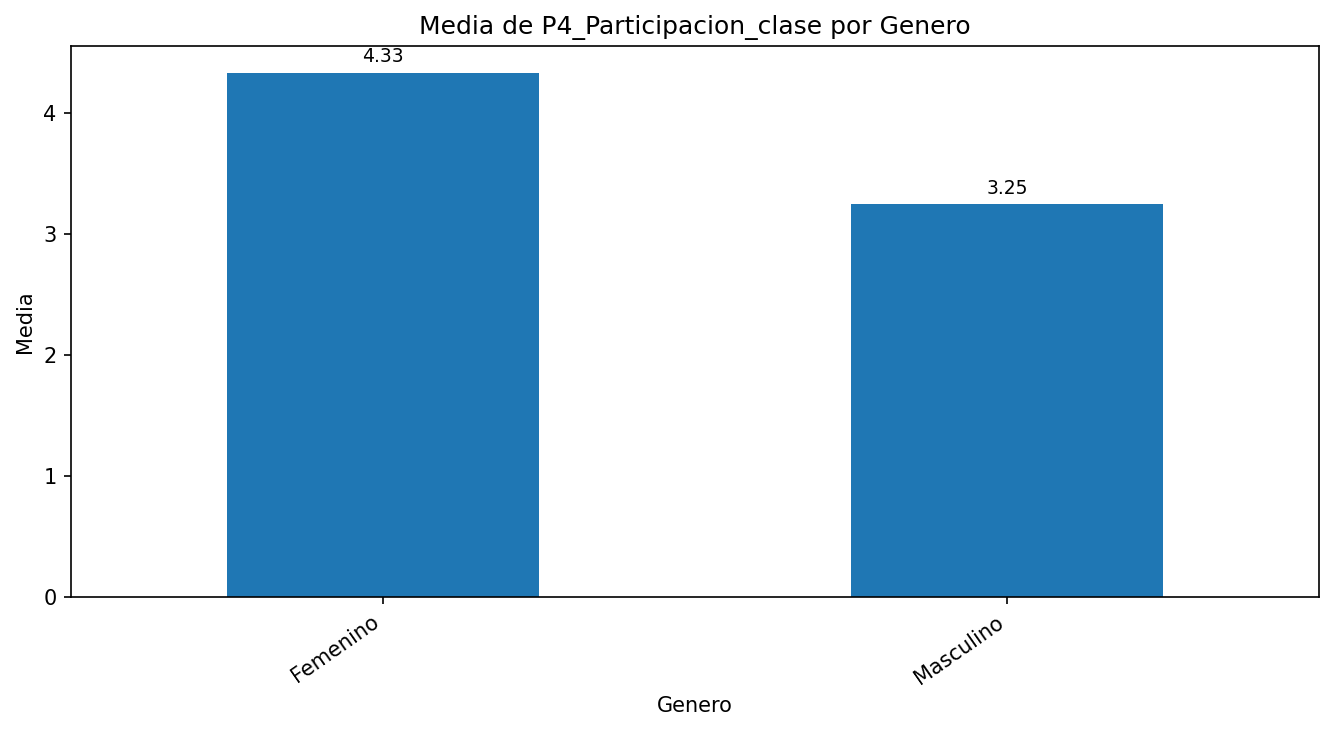 Media de P4_Participacion_clase por Genero
4.33
3.25
4
3
2
1
0
Media
Femenino
Masculino
Genero